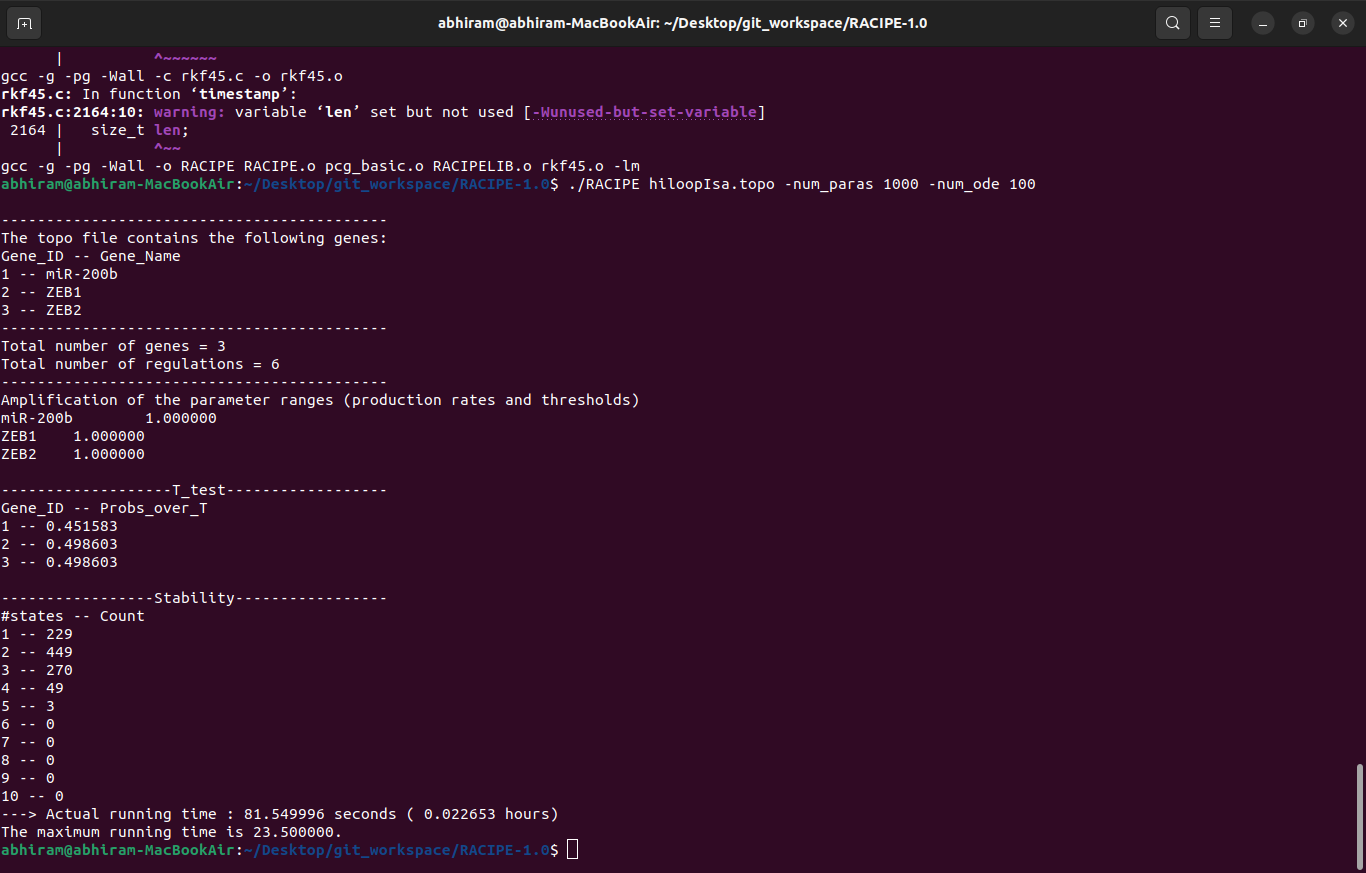 abhiram@abhiram-MacBookAir: ~/Desktop/git_workspace/RACIPE-1.0
      |          ^~~~~~~
gcc -g -pg -Wall -c rkf45.c -o rkf45.o
rkf45.c: In function ‘timestamp’:
rkf45.c:2164:10: warning: variable ‘len’ set but not used [-Wunused-but-set-variable]
 2164 |   size_t len;
      |          ^~~
gcc -g -pg -Wall -o RACIPE RACIPE.o pcg_basic.o RACIPELIB.o rkf45.o -lm
abhiram@abhiram-MacBookAir:~/Desktop/git_workspace/RACIPE-1.0$ ./RACIPE hiloopIsa.topo -num_paras 1000 -num_ode 100
-------------------------------------------
The topo file contains the following genes:
Gene_ID -- Gene_Name
1 -- miR-200b
2 -- ZEB1
3 -- ZEB2
-------------------------------------------
Total number of genes = 3
Total number of regulations = 6
-------------------------------------------
Amplification of the parameter ranges (production rates and thresholds)
miR-200b        1.000000
ZEB1    1.000000
ZEB2    1.000000
-------------------T_test------------------
Gene_ID -- Probs_over_T
1 -- 0.451583
2 -- 0.498603
3 -- 0.498603
-----------------Stability-----------------
#states -- Count
1 -- 229
2 -- 449
3 -- 270
4 -- 49
5 -- 3
6 -- 0
7 -- 0
8 -- 0
9 -- 0
10 -- 0
---> Actual running time : 81.549996 seconds ( 0.022653 hours)
The maximum running time is 23.500000.
abhiram@abhiram-MacBookAir:~/Desktop/git_workspace/RACIPE-1.0$